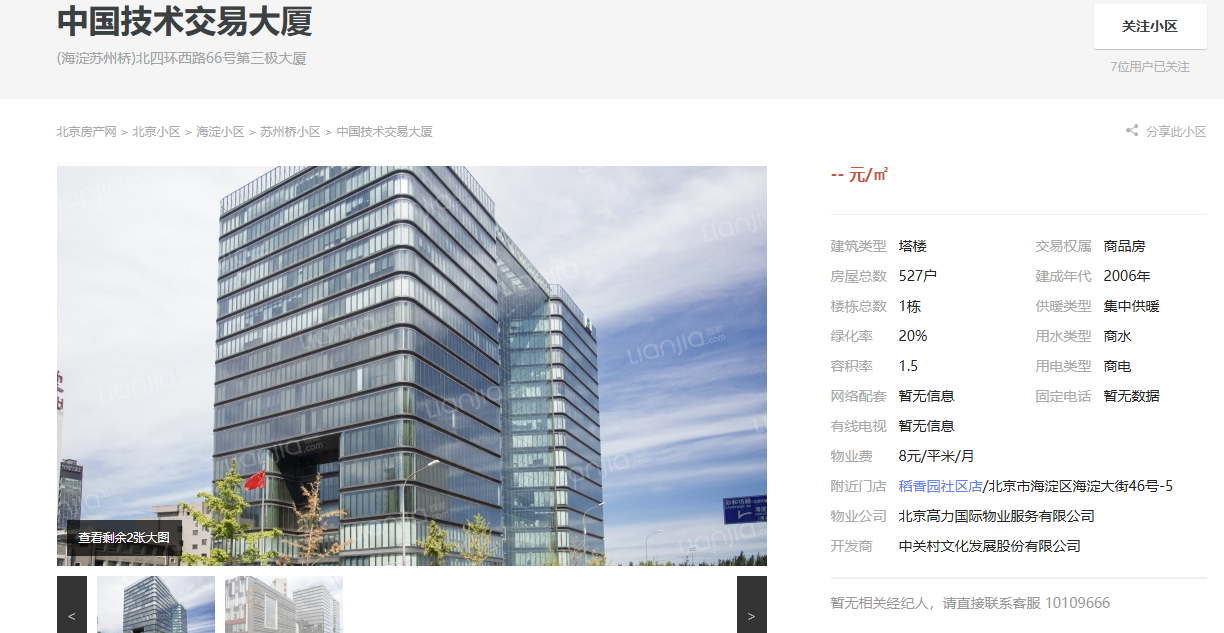 中国技术交易大厦
(海淀苏州桥)北四环西路66号第三极大厦
关注小区
7位用户已关注
北京房产网 > 北京小区 > 海淀小区 > 苏州桥小区 > 中国技术交易大厦
分享此小区
-- 元/㎡
建筑类型 塔楼 交易权属 商品房
房屋总数 527户 建成年代 2006年
楼栋总数 1栋 供暖类型 集中供暖
绿化率 20% 用水类型 商水
容积率 1.5 用电类型 商电
网络配套 暂无信息 固定电话 暂无数据
有线电视 暂无信息
物业费 8元/平米/月
附近门店 稻香园社区店/北京市海淀区海淀大街46号-5
物业公司 北京高力国际物业服务有限公司
开发商 中关村文化发展股份有限公司
暂无相关经纪人，请直接联系客服 10109666
Lianjia.com
查看剩余2张大图
< >